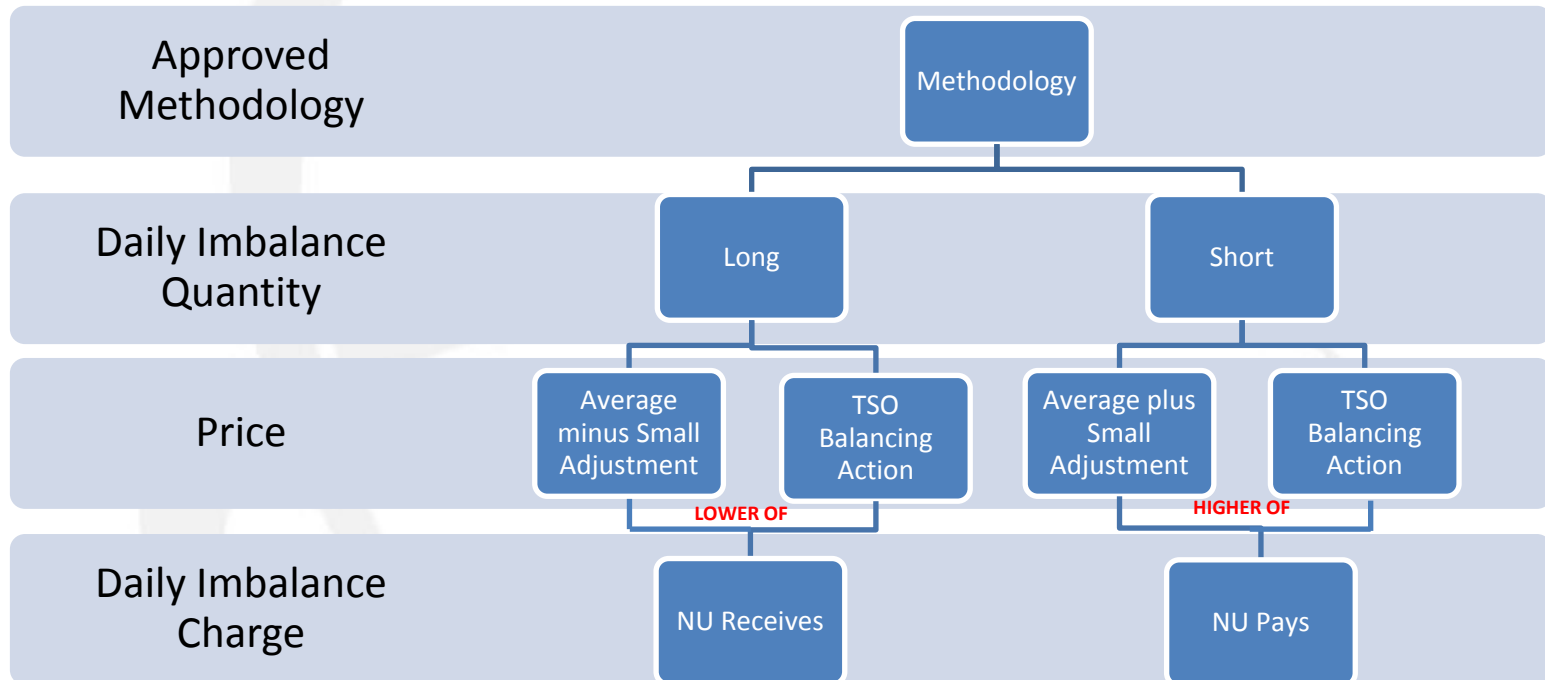 Approved
Methodology
Methodology
Daily Imbalance
Quantity
Long
Short
Price
Average
minus Small
Adjustment
TSO
Balancing
Action
Average plus
Small
Adjustment
TSO
Balancing
Action
LOWER OF
HIGHER OF
Daily Imbalance
Charge
NU Receives
NU Pays